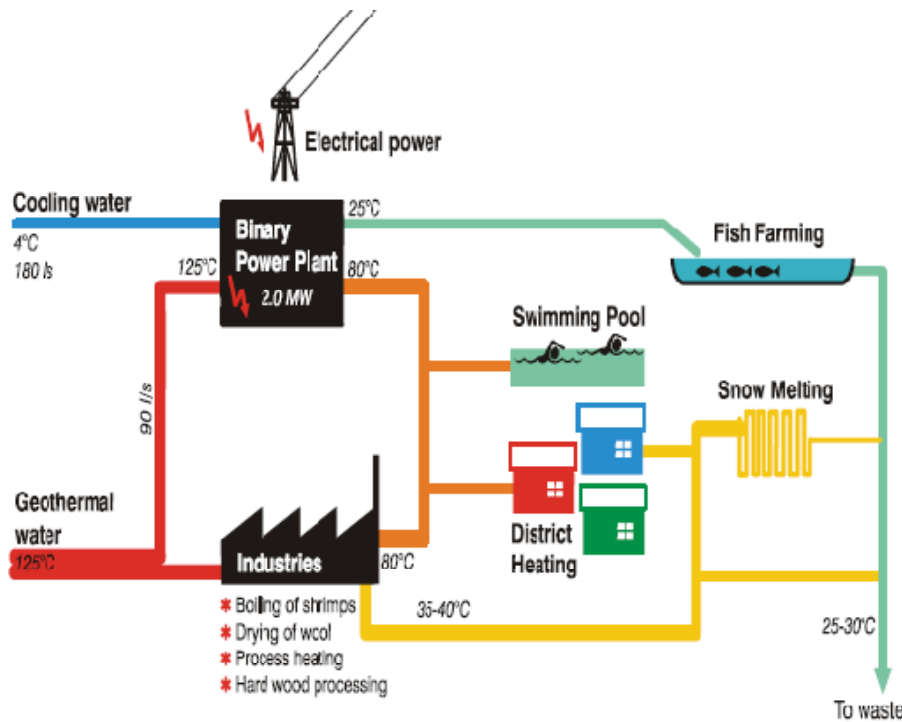 Electrical power
Cooling water
4°C
180 ls
25°C
Binary
Power Plant
2.0 MW
125°C
80°C
Fish Farming
Swimming Pool
Snow Melting
90 l/s
Geothermal
water
125°C
Industries
80°C
District
Heating
* Boiling of shrimps
* Drying of wool
* Process heating
* Hard wood processing
35-40°C
25-30°C
To waste